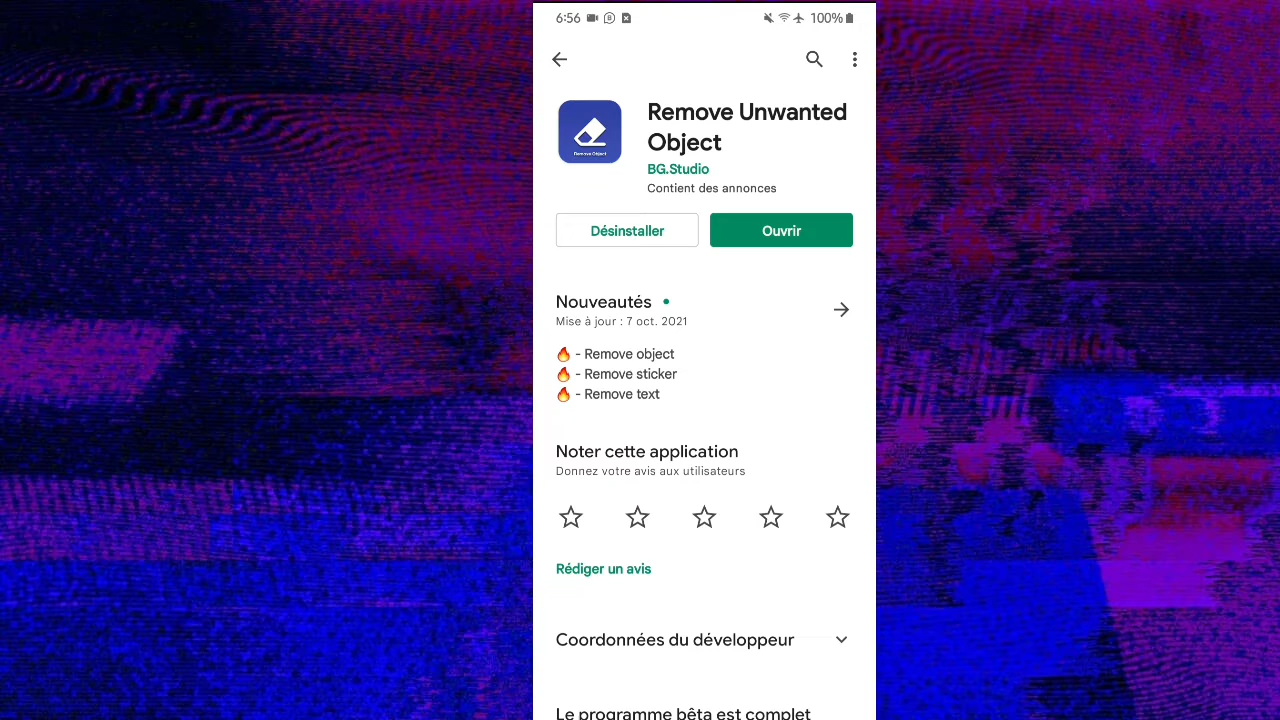 6:56
100%
Remove Unwanted
Object
Remove Object
BG.Studio
Contient des annonces
Désinstaller
Ouvrir
Nouveautés
Mise à jour : 7 oct. 2021
🔥 - Remove object
🔥 - Remove sticker
🔥 - Remove text
Noter cette application
Donnez votre avis aux utilisateurs
Rédiger un avis
Coordonnées du développeur
Le programme bêta est complet